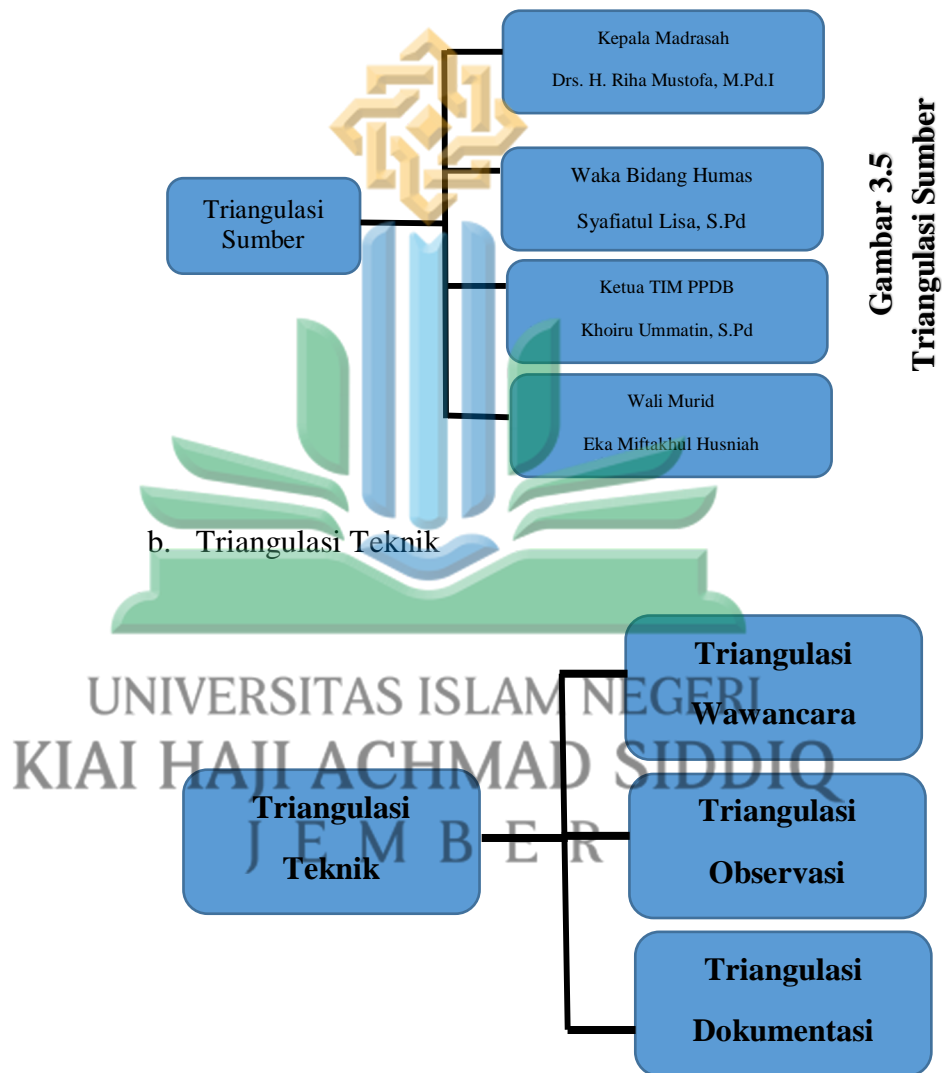 Kepala Madrasah
Drs. H. Riha Mustofa, M.Pd.I
Waka Bidang Humas
Syafiatul Lisa, S.Pd
Triangulasi
Sumber
Ketua TIM PPDB
Khoiru Ummatin, S.Pd
Wali Murid
Eka Miftakhul Husniah
Gambar 3.5
Triangulasi Sumber
b. Triangulasi Teknik
UNIVERSITAS ISLAM NEGERI
KIAI HAJI ACHMAD SIDDIQ
JEMBER
Triangulasi
Teknik
Triangulasi
Wawancara
Triangulasi
Observasi
Triangulasi
Dokumentasi